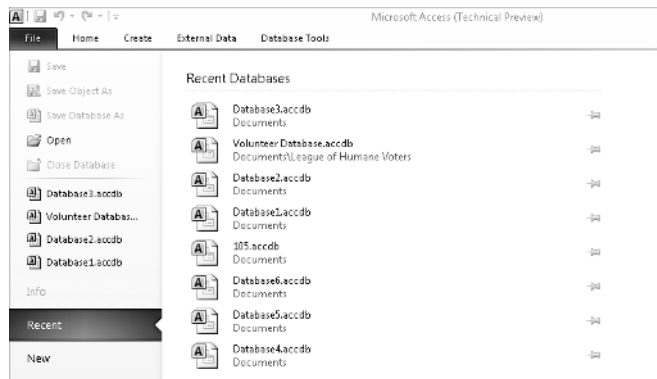 Microsoft Access (Technical Preview)
File Home Create External Data Database Tools
Save
Save Object As
Save Database As
Open
Close Database
Database3.accdb
Volunteer Databas...
Database2.accdb
Database1.accdb
Info
Recent
New
Recent Databases
Database3.accdb
Documents
Volunteer Database.accdb
Documents\League of Humane Voters
Database2.accdb
Documents
Database1.accdb
Documents
105.accdb
Documents
Database6.accdb
Documents
Database5.accdb
Documents
Database4.accdb
Documents